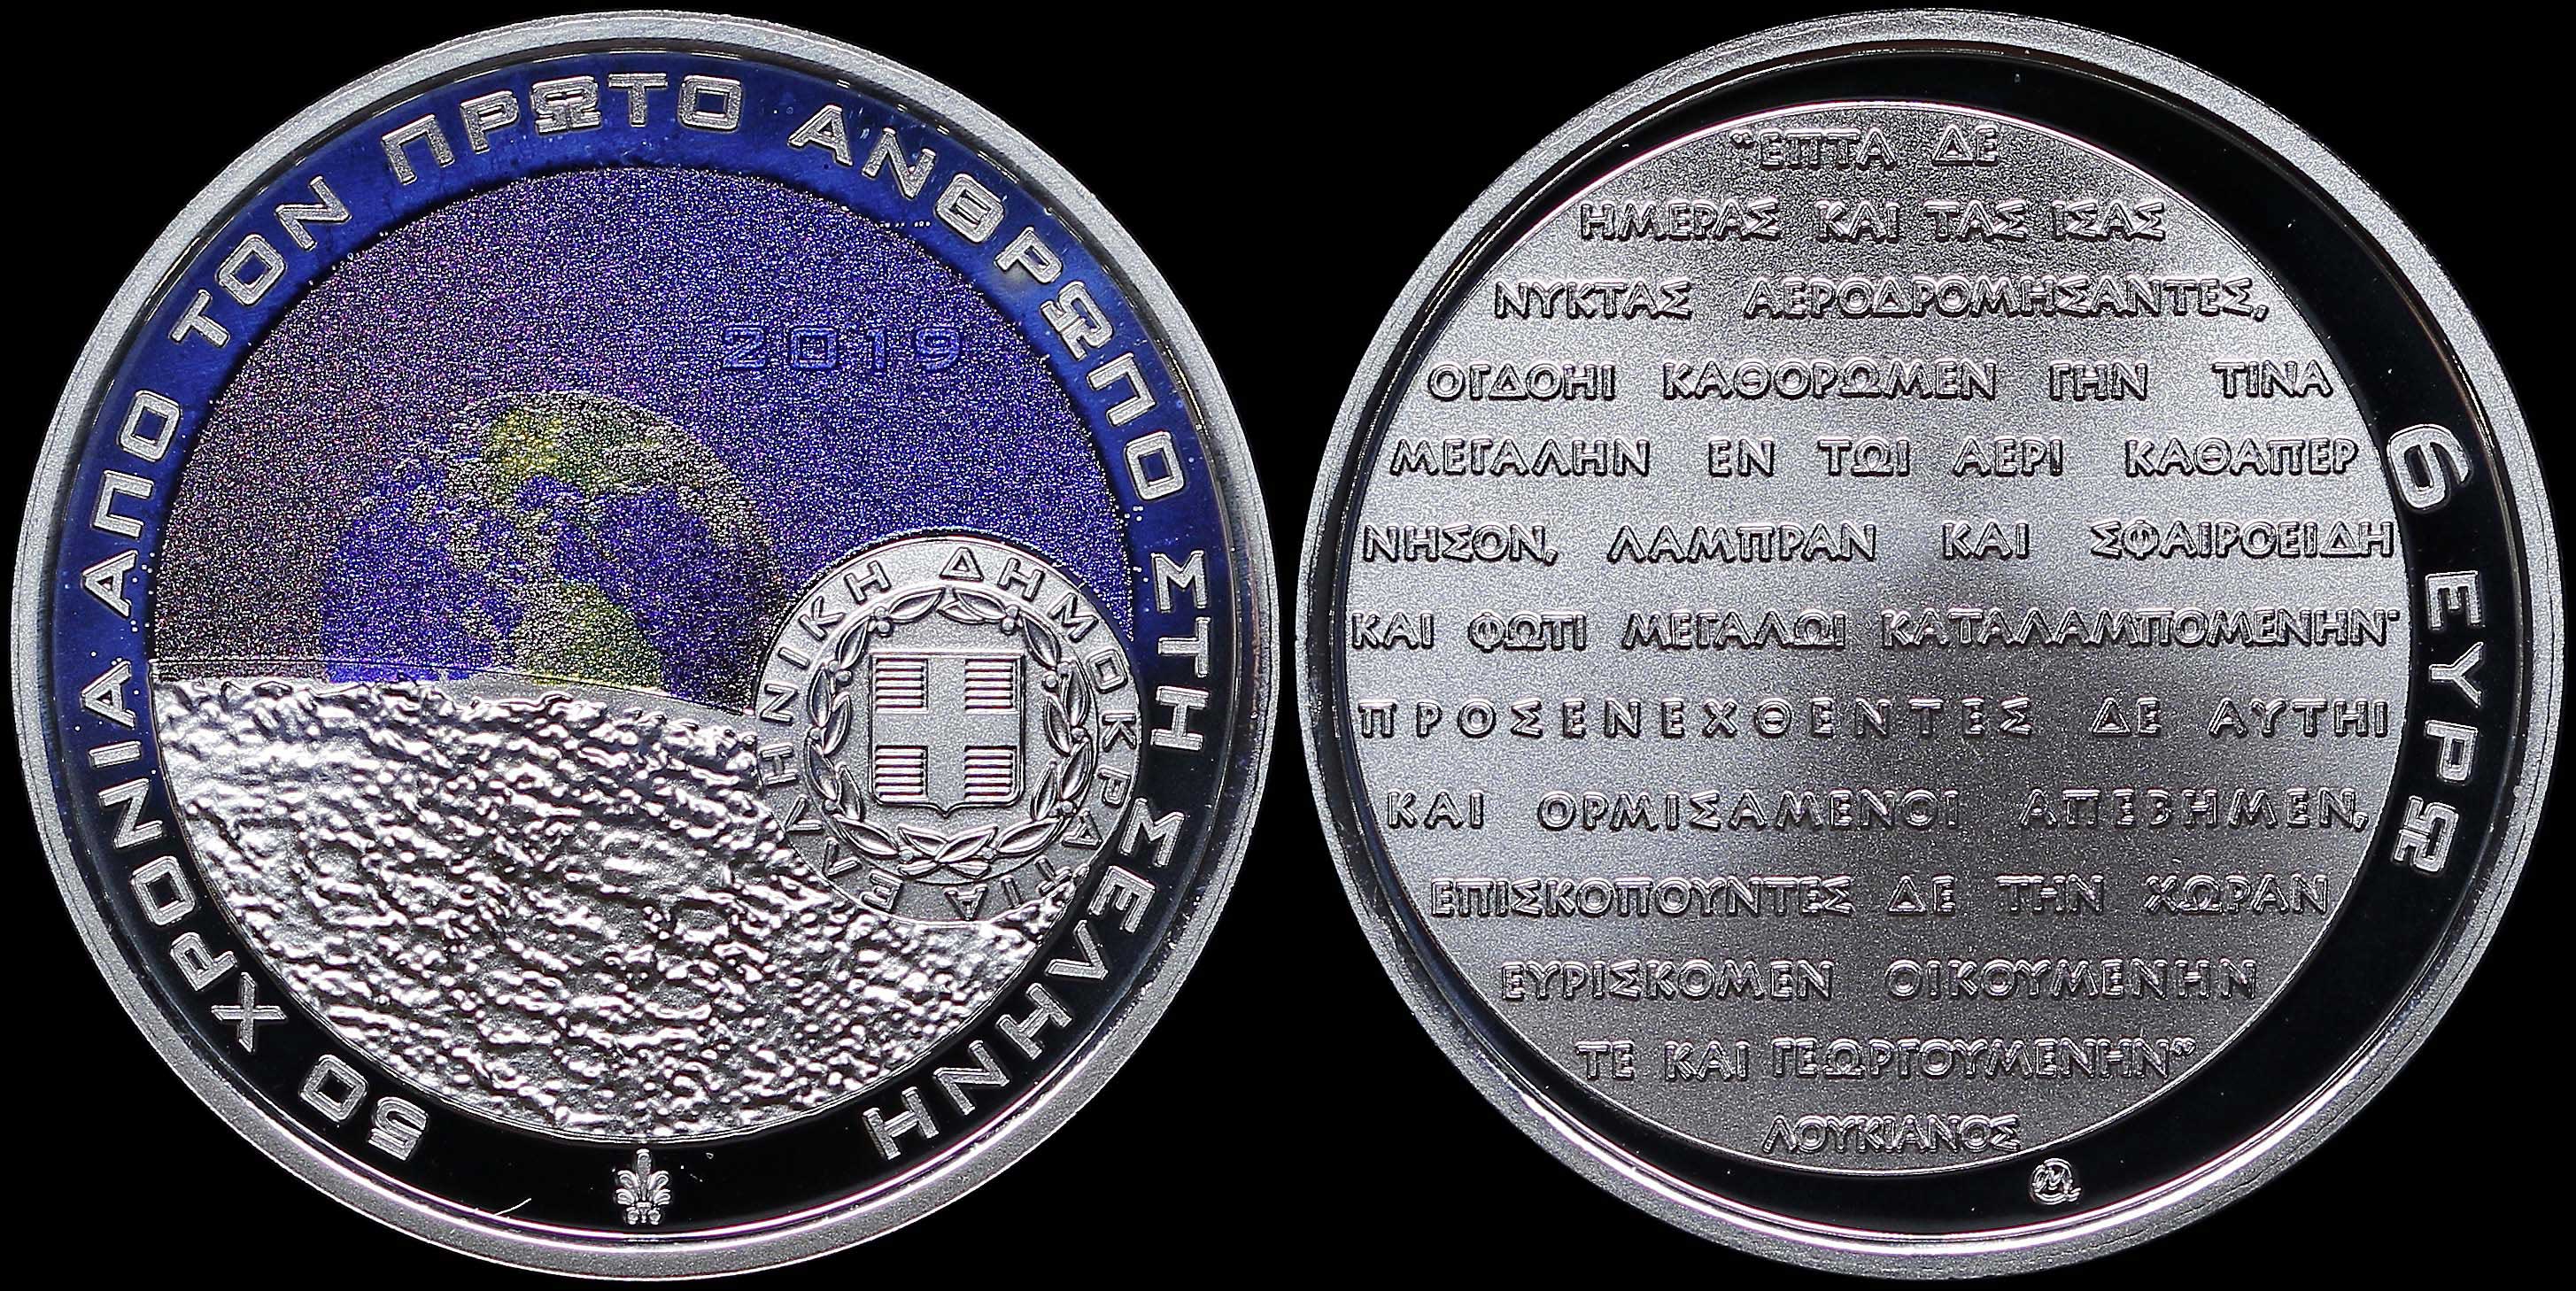 50 ΧΡΟΝΙΑ ΑΠΟ ΤΟΝ ΠΡΩΤΟ ΑΝΘΡΩΠΟ ΣΤΗ ΣΕΛΗΝΗ
2019
ΕΛΛΗΝΙΚΗ ΔΗΜΟΚΡΑΤΙΑ
"ΕΠΤΑ ΔΕ
ΗΜΕΡΑΣ ΚΑΙ ΤΑΣ ΙΣΑΣ
ΝΥΚΤΑΣ ΑΕΡΟΔΡΟΜΗΣΑΝΤΕΣ,
ΟΓΔΟΗΙ ΚΑΘΟΡΩΜΕΝ ΓΗΝ ΤΙΝΑ
ΜΕΓΑΛΗΝ ΕΝ ΤΩΙ ΑΕΡΙ ΚΑΘΑΠΕΡ
ΝΗΣΟΝ, ΛΑΜΠΡΑΝ ΚΑΙ ΣΦΑΙΡΟΕΙΔΗ
ΚΑΙ ΦΩΤΙ ΜΕΓΑΛΩΙ ΚΑΤΑΛΑΜΠΟΜΕΝΗΝ·
ΠΡΟΣΕΝΕΧΘΕΝΤΕΣ ΔΕ ΑΥΤΗΙ
ΚΑΙ ΟΡΜΙΣΑΜΕΝΟΙ ΑΠΕΒΗΜΕΝ,
ΕΠΙΣΚΟΠΟΥΝΤΕΣ ΔΕ ΤΗΝ ΧΩΡΑΝ
ΕΥΡΙΣΚΟΜΕΝ ΟΙΚΟΥΜΕΝΗΝ
ΤΕ ΚΑΙ ΓΕΩΡΓΟΥΜΕΝΗΝ"
ΛΟΥΚΙΑΝΟΣ
6 ΕΥΡΩ